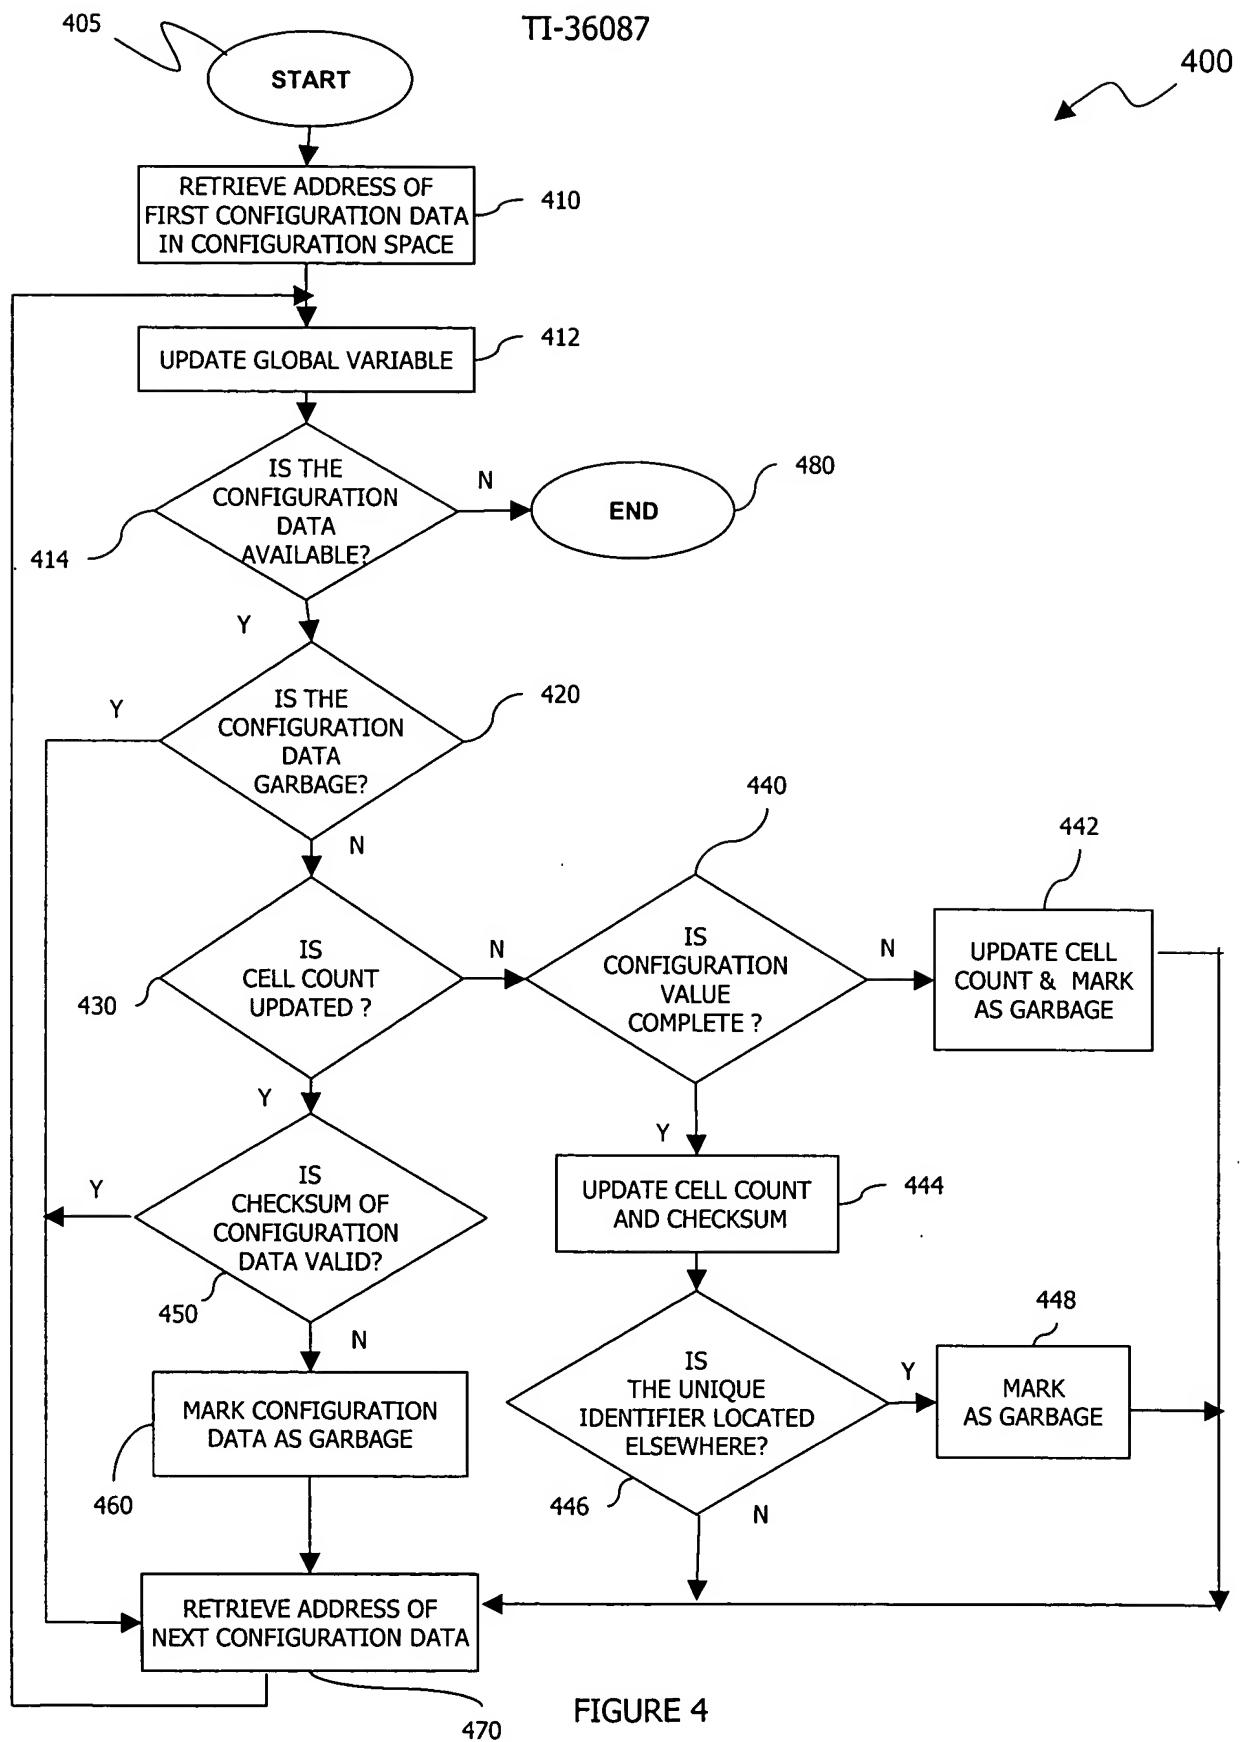 TI-36087
400
405
START
RETRIEVE ADDRESS OF
FIRST CONFIGURATION DATA
IN CONFIGURATION SPACE
410
UPDATE GLOBAL VARIABLE
412
IS THE
CONFIGURATION
DATA
AVAILABLE?
414
N
END
480
Y
IS THE
CONFIGURATION
DATA
GARBAGE?
420
Y
N
IS
CELL COUNT
UPDATED ?
430
N
IS
CONFIGURATION
VALUE
COMPLETE ?
440
N
UPDATE CELL
COUNT & MARK
AS GARBAGE
442
Y
Y
UPDATE CELL COUNT
AND CHECKSUM
444
IS
CHECKSUM OF
CONFIGURATION
DATA VALID?
450
Y
N
IS
THE UNIQUE
IDENTIFIER LOCATED
ELSEWHERE?
446
Y
MARK
AS GARBAGE
448
N
MARK CONFIGURATION
DATA AS GARBAGE
460
RETRIEVE ADDRESS OF
NEXT CONFIGURATION DATA
470
FIGURE 4